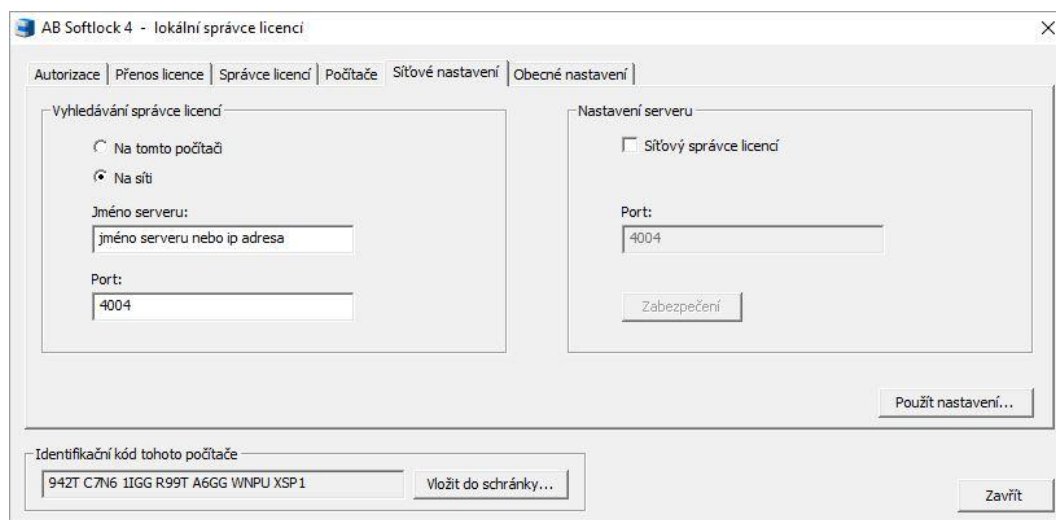 AB Softlock 4 - lokální správce licencí
Autorizace Přenos licence Správce licencí Počítače Síťové nastavení Obecné nastavení
Vyhledávání správce licencí
Na tomto počítači
Na síti
Jméno serveru:
jméno serveru nebo ip adresa
Port:
4004
Nastavení serveru
Síťový správce licencí
Port:
4004
Zabezpečení
Použít nastavení...
Identifikační kód tohoto počítače
942T C7N6 1IGG R99T A6GG WNPU XSP1
Vložit do schránky...
Zavřít